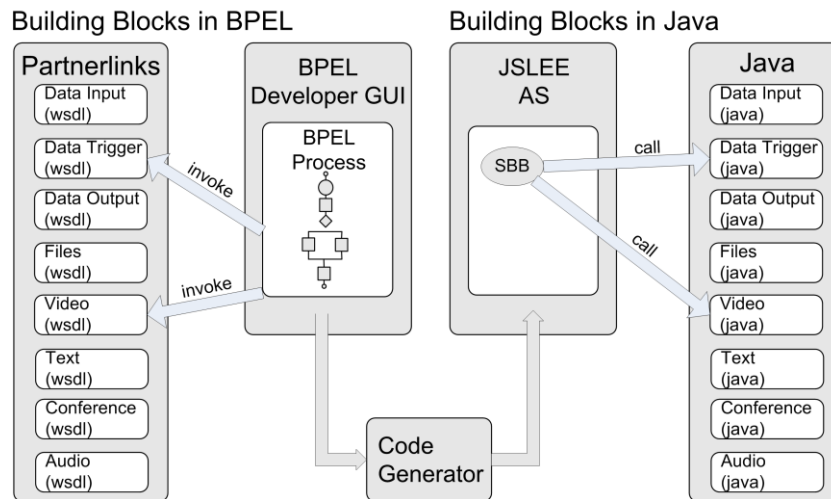 Building Blocks in BPEL
Building Blocks in Java
Partnerlinks
Data Input
(wsdl)
Data Trigger
(wsdl)
Data Output
(wsdl)
Files
(wsdl)
Video
(wsdl)
Text
(wsdl)
Conference
(wsdl)
Audio
(wsdl)
invoke
invoke
BPEL
Developer GUI
BPEL
Process
Code
Generator
JSLEE
AS
SBB
call
call
Java
Data Input
(java)
Data Trigger
(java)
Data Output
(java)
Files
(java)
Video
(java)
Text
(java)
Conference
(java)
Audio
(java)